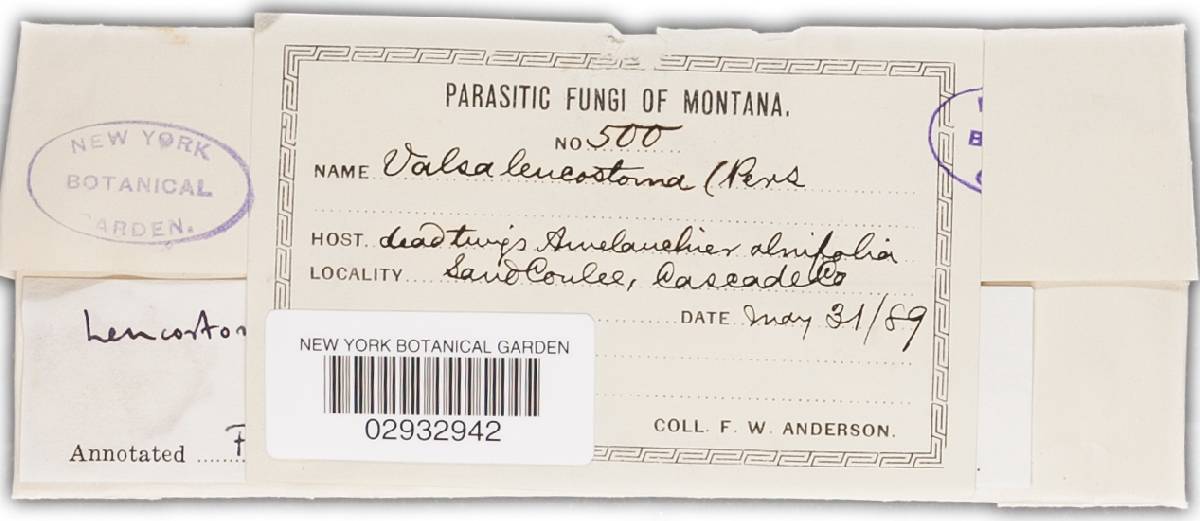 PARASITIC FUNGI OF MONTANA.
NO. 500
NAME Valsa leucostoma (Pers
HOST. dead twigs Amelanchier alnifolia
LOCALITY Sand Coulee, Cascade Co
DATE May 31/89
COLL. F. W. ANDERSON.
NEW YORK BOTANICAL GARDEN
02932942
NEW YORK
BOTANICAL
GARDEN.
Leucostom
Annotated